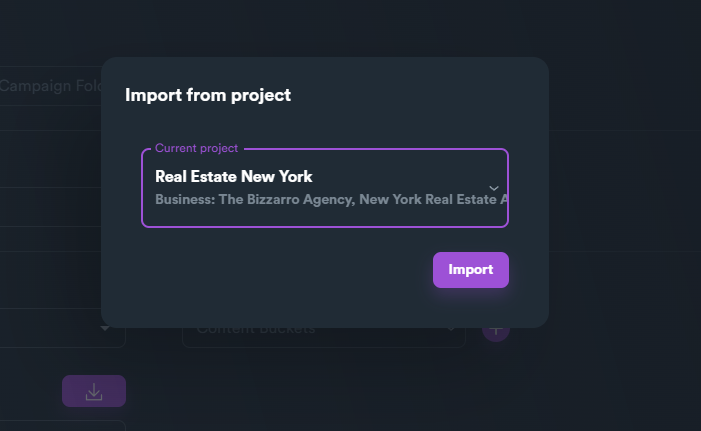 Campaign Fold
Import from project
Current project
Real Estate New York
Business: The Bizzarro Agency, New York Real Estate A
Import
Content Buckets